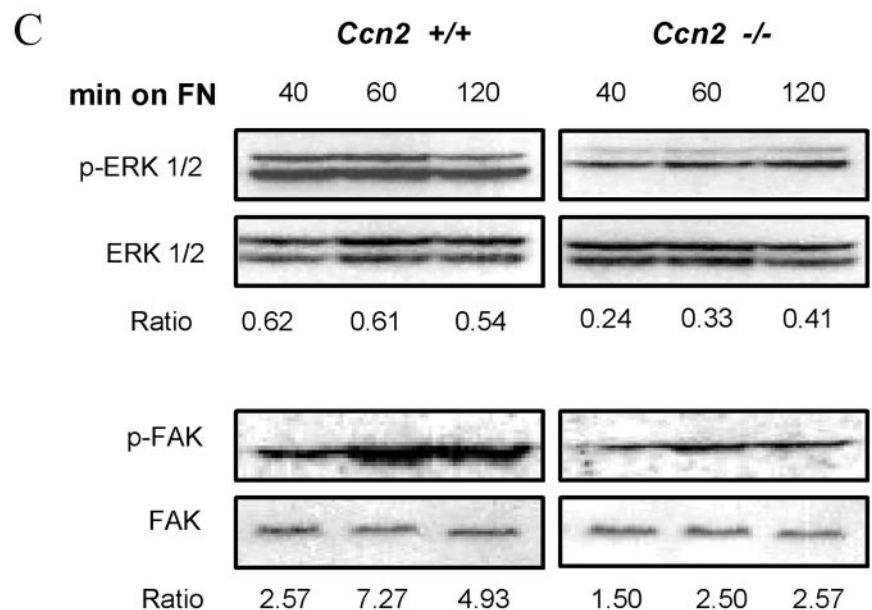 C
Ccn2 +/+ Ccn2 -/-
min on FN 40 60 120 40 60 120
p-ERK 1/2
ERK 1/2
Ratio 0.62 0.61 0.54 0.24 0.33 0.41
p-FAK
FAK
Ratio 2.57 7.27 4.93 1.50 2.50 2.57